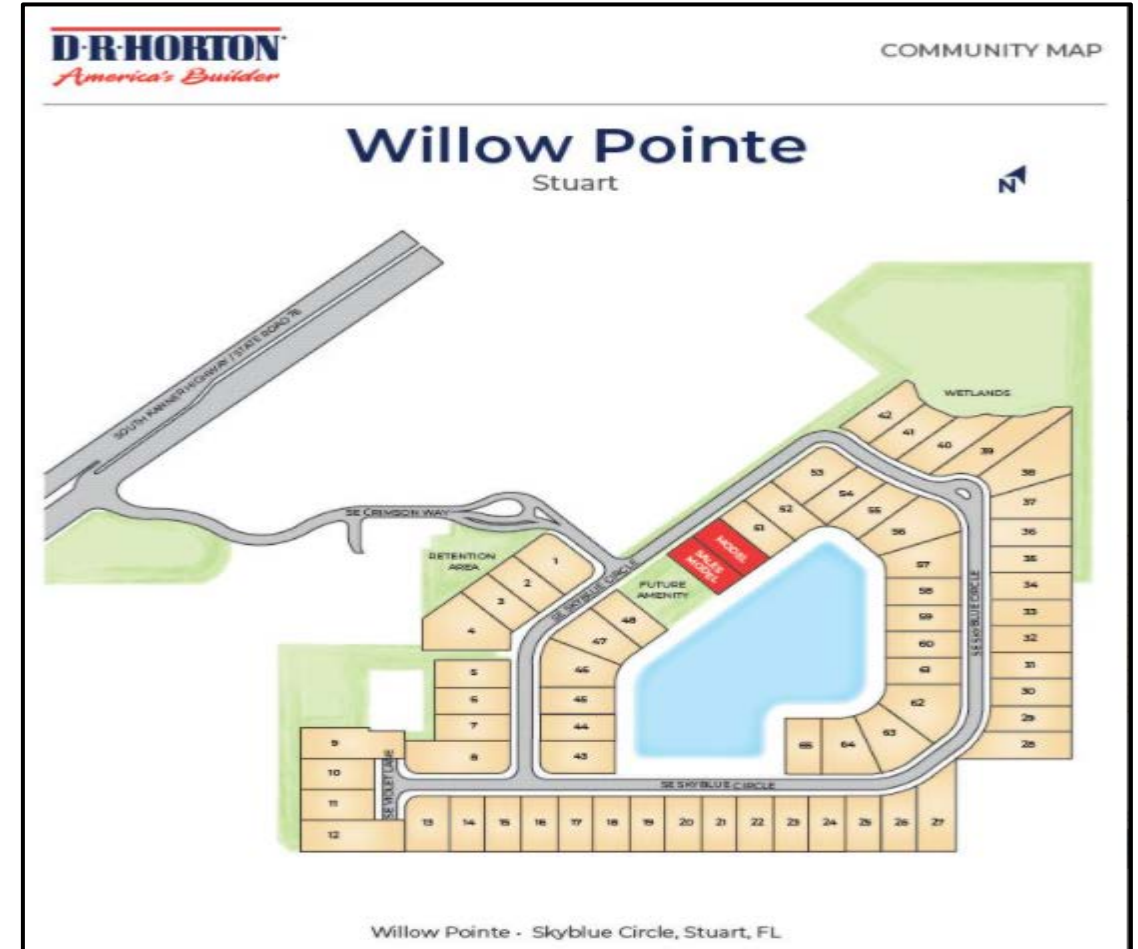 D·R·HORTON
America's Builder
COMMUNITY MAP
Willow Pointe
Stuart
N
SOUTH KANNER HIGHWAY / STATE ROAD 76
WETLANDS
42
41
40
39
38
53
54
37
SE CRIMSON WAY
52
55
51
36
56
MODEL
SALES MODEL
RETENTION
AREA
1
2
3
4
FUTURE
AMENITY
SE SKYBLUE CIRCLE
57
35
58
34
59
33
48
47
60
32
46
61
31
5
6
45
62
30
7
44
63
29
8
43
65
64
28
SE SKYBLUE CIRCLE
9
10
11
12
SE VIOLET LANE
SE SKYBLUE CIRCLE
13 14 15 16 17 18 19 20 21 22 23 24 25 26 27
Willow Pointe - Skyblue Circle, Stuart, FL